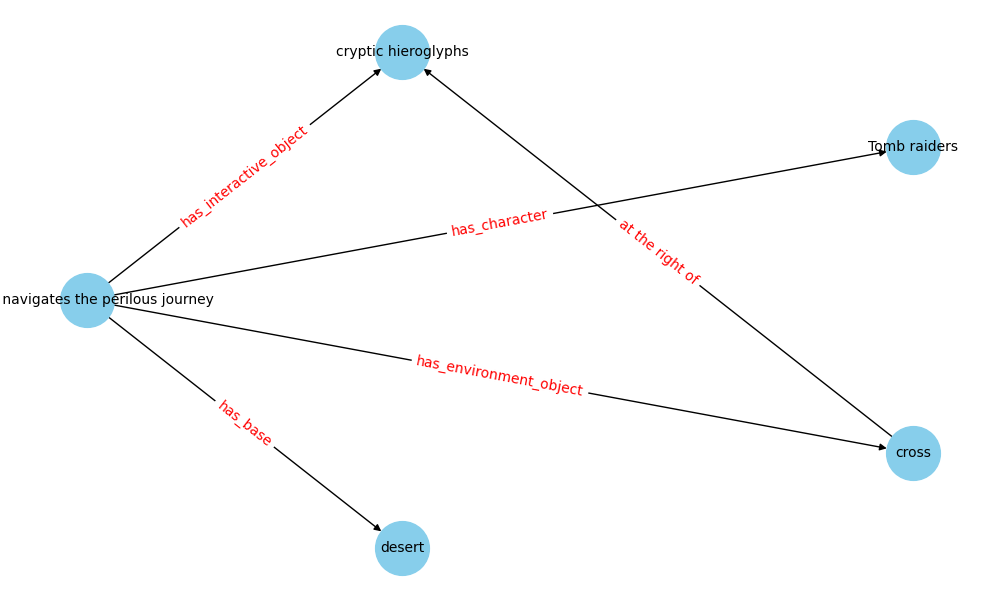 cryptic hieroglyphs
Tomb raiders
has_interactive_object
has_character
at the right of
navigates the perilous journey
has_environment_object
has_base
cross
desert